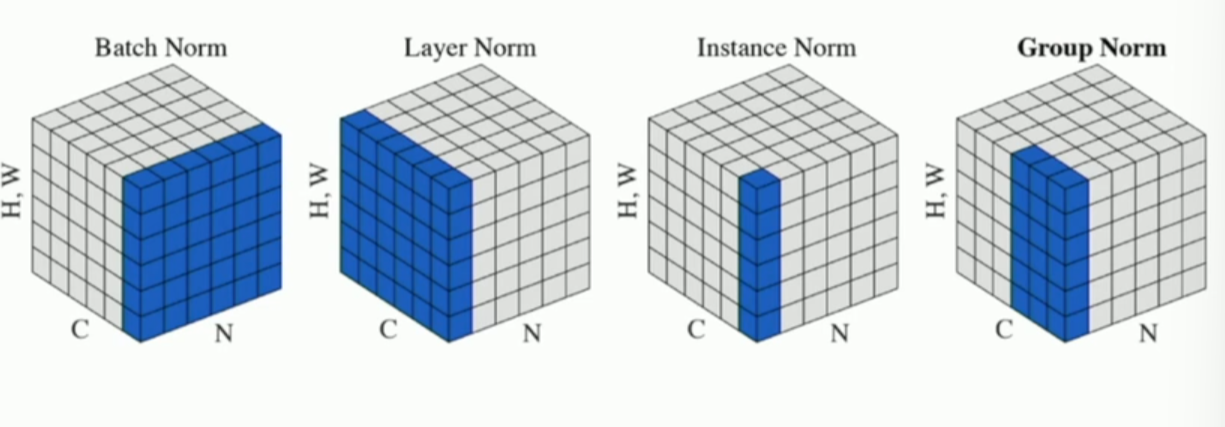 Batch Norm
Layer Norm
Instance Norm
Group Norm
H, W
C
N
H, W
C
N
H, W
C
N
H, W
C
N